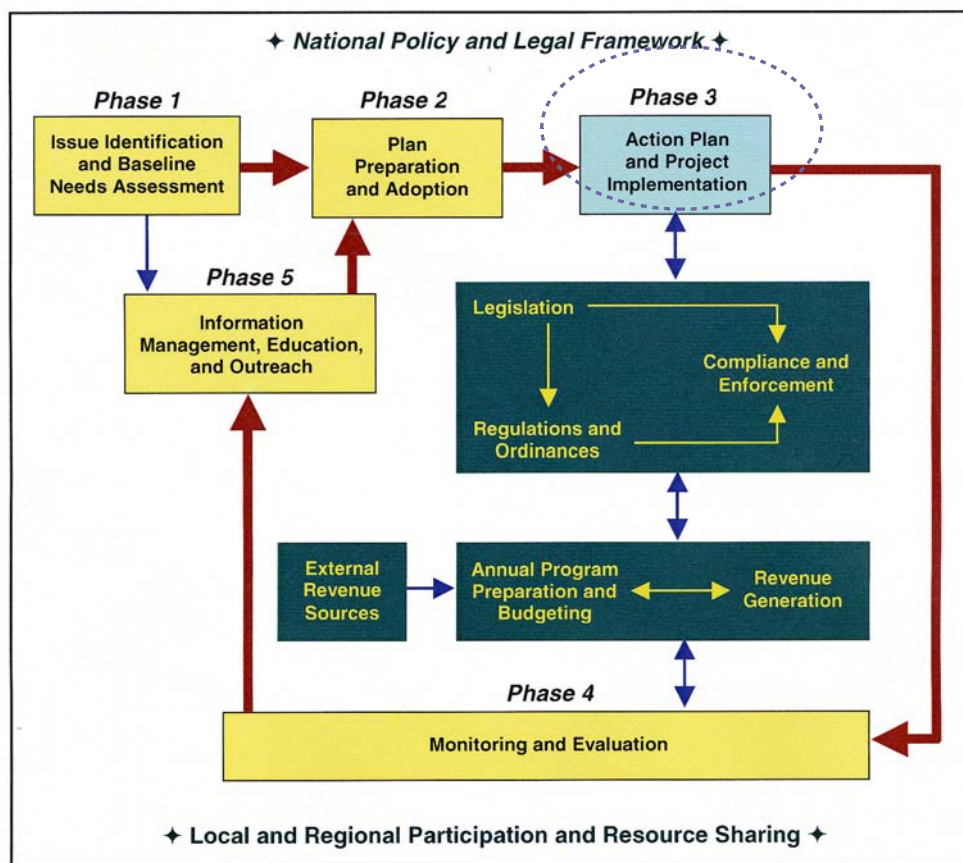 ✦ National Policy and Legal Framework ✦
Phase 1
Issue Identification
and Baseline
Needs Assessment
Phase 2
Plan
Preparation
and Adoption
Phase 3
Action Plan
and Project
Implementation
Phase 5
Information
Management, Education,
and Outreach
Legislation
Compliance and
Enforcement
Regulations and
Ordinances
External
Revenue
Sources
Annual Program
Preparation and
Budgeting
Revenue
Generation
Phase 4
Monitoring and Evaluation
✦ Local and Regional Participation and Resource Sharing ✦